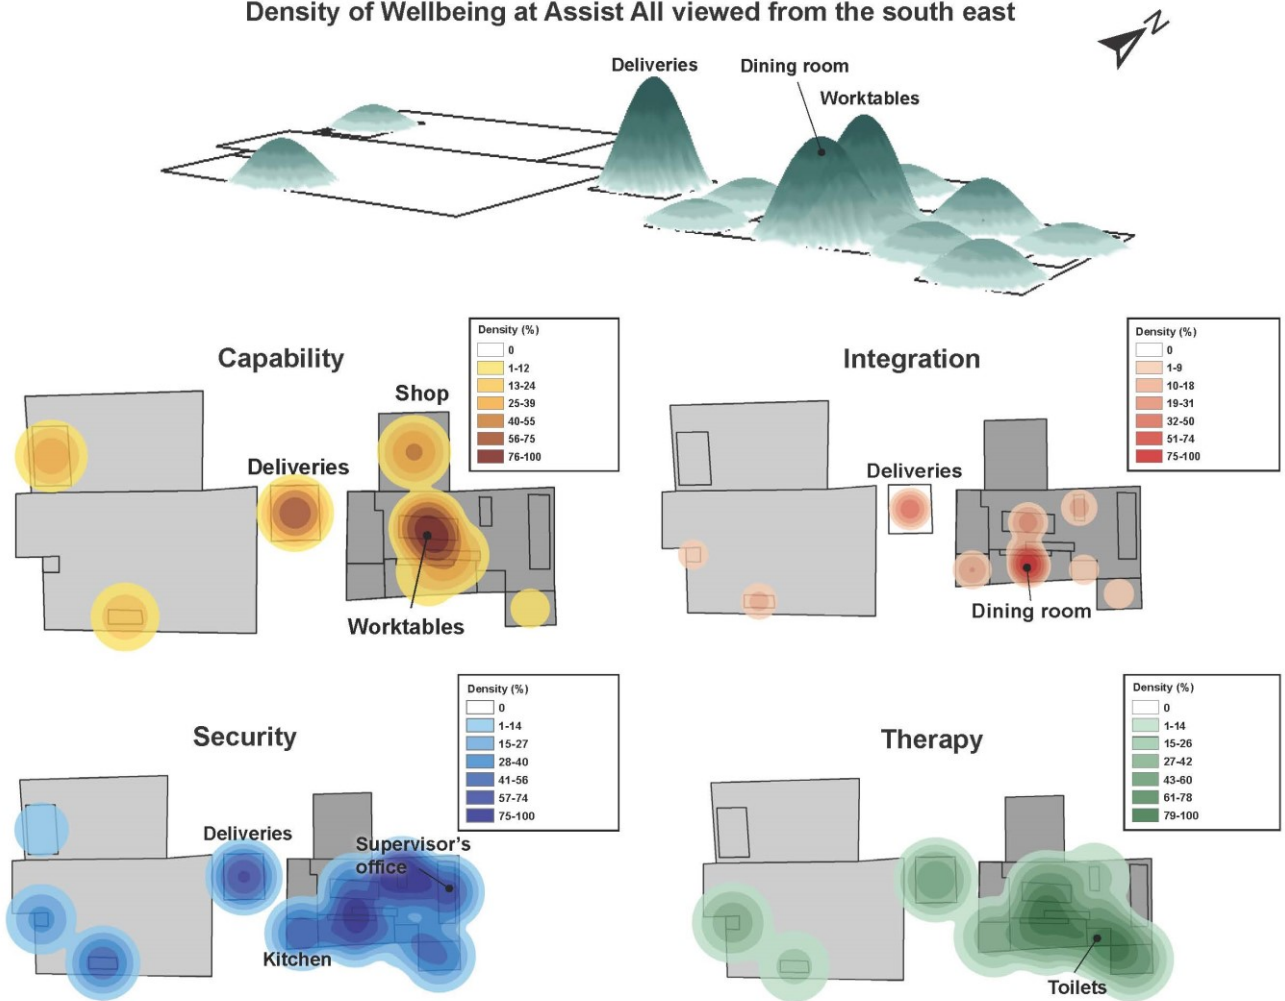 Density of Wellbeing at Assist All viewed from the south east
N
Deliveries
Dining room
Worktables
Capability
Density (%)
0
1-12
13-24
25-39
40-55
56-75
76-100
Shop
Deliveries
Worktables
Integration
Density (%)
0
1-9
10-18
19-31
32-50
51-74
75-100
Deliveries
Dining room
Security
Density (%)
0
1-14
15-27
28-40
41-56
57-74
75-100
Deliveries
Supervisor's
office
Kitchen
Therapy
Density (%)
0
1-14
15-26
27-42
43-60
61-78
79-100
Toilets